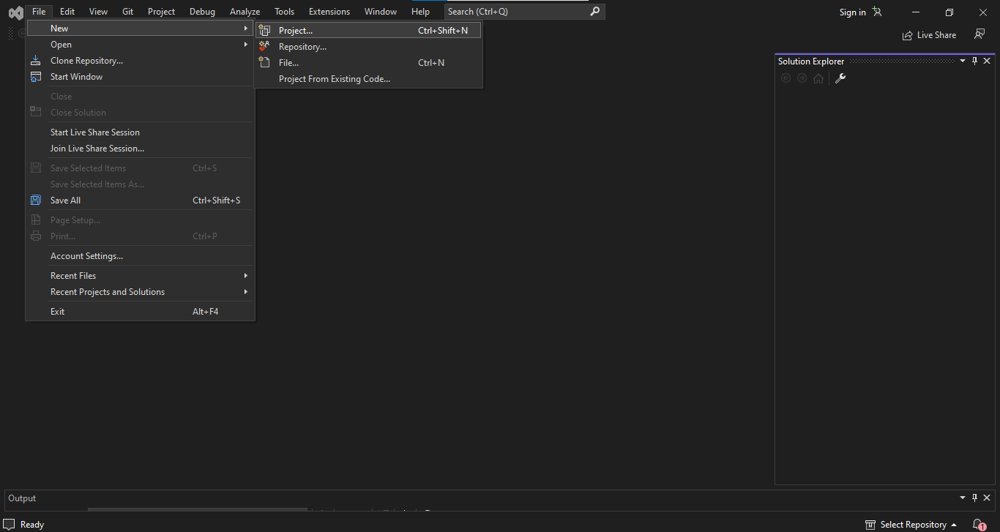 File Edit View Git Project Debug Analyze Tools Extensions Window Help Search (Ctrl+Q) Sign in
Live Share
New
Open
Clone Repository...
Start Window
Close
Close Solution
Start Live Share Session
Join Live Share Session...
Save Selected Items Ctrl+S
Save Selected Items As...
Save All Ctrl+Shift+S
Page Setup...
Print... Ctrl+P
Account Settings...
Recent Files
Recent Projects and Solutions
Exit Alt+F4
Project... Ctrl+Shift+N
Repository...
File... Ctrl+N
Project From Existing Code...
Solution Explorer
Output
Ready Select Repository 1